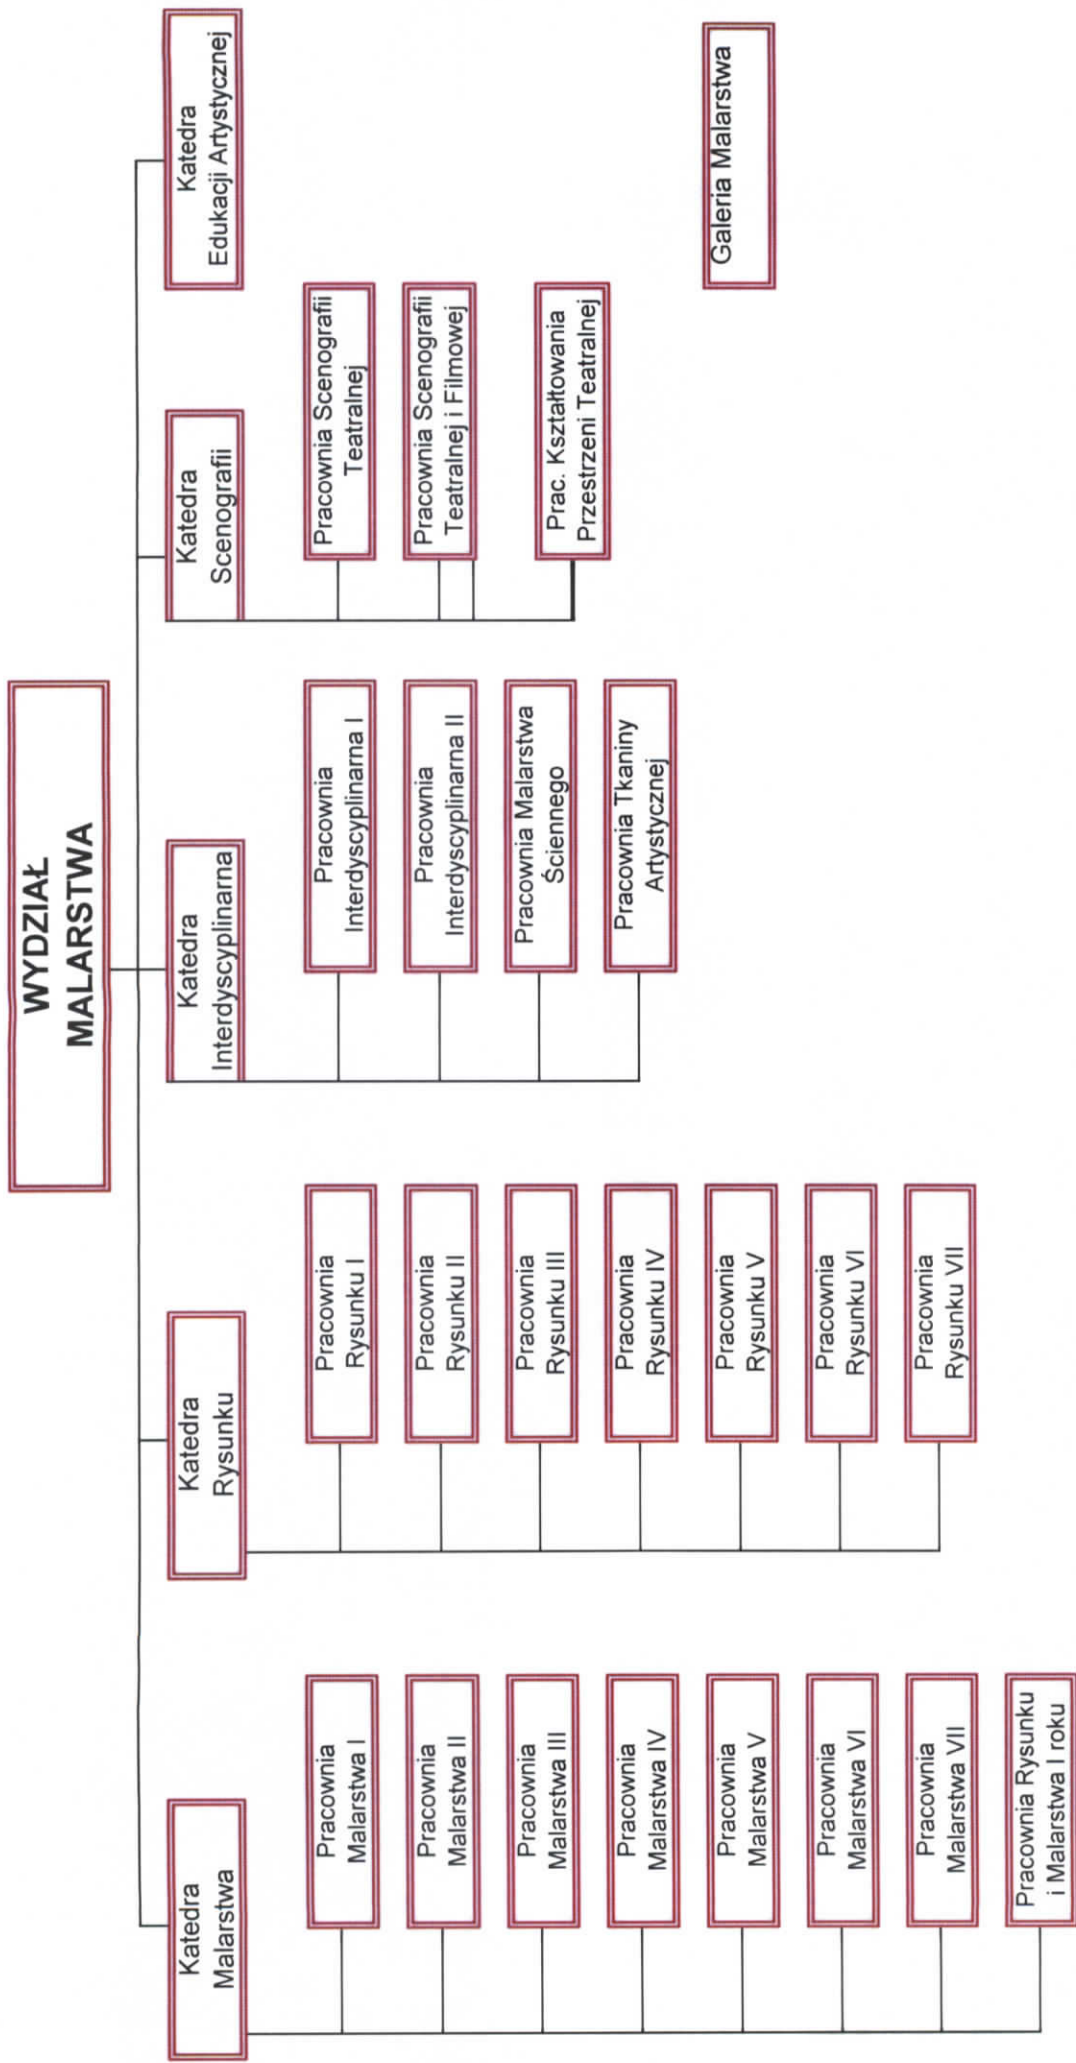 WYDZIAŁ
MALARSTWA
Katedra
Malarstwa
Pracownia
Malarstwa I
Pracownia
Malarstwa II
Pracownia
Malarstwa III
Pracownia
Malarstwa IV
Pracownia
Malarstwa V
Pracownia
Malarstwa VI
Pracownia
Malarstwa VII
Pracownia Rysunku
i Malarstwa I roku
Katedra
Rysunku
Pracownia
Rysunku I
Pracownia
Rysunku II
Pracownia
Rysunku III
Pracownia
Rysunku IV
Pracownia
Rysunku V
Pracownia
Rysunku VI
Pracownia
Rysunku VII
Katedra
Interdyscyplinarna
Pracownia
Interdyscyplinarna I
Pracownia
Interdyscyplinarna II
Pracownia Malarstwa
Ściennego
Pracownia Tkaniny
Artystycznej
Katedra
Scenografii
Pracownia Scenografii
Teatralnej
Pracownia Scenografii
Teatralnej i Filmowej
Prac. Kształtowania
Przestrzeni Teatralnej
Katedra
Edukacji Artystycznej
Galeria Malarstwa